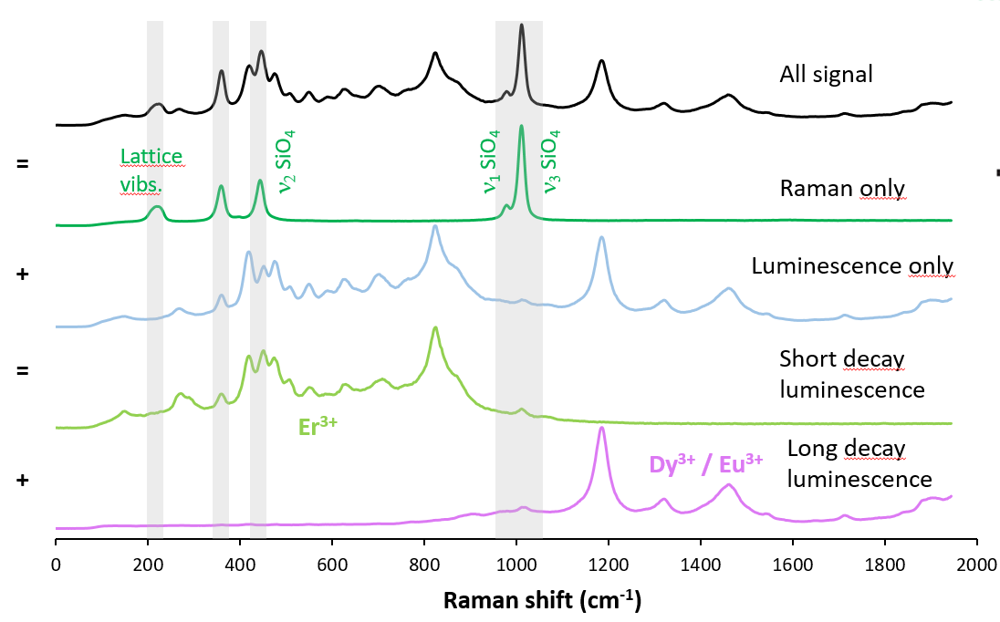 All signal
=
Lattice
vibs.
ν2 SiO4
ν1 SiO4
ν3 SiO4
Raman only
+
Luminescence only
=
Short decay
luminescence
Er³⁺
+
Dy³⁺ / Eu³⁺
Long decay
luminescence
0 200 400 600 800 1000 1200 1400 1600 1800 2000
Raman shift (cm⁻¹)